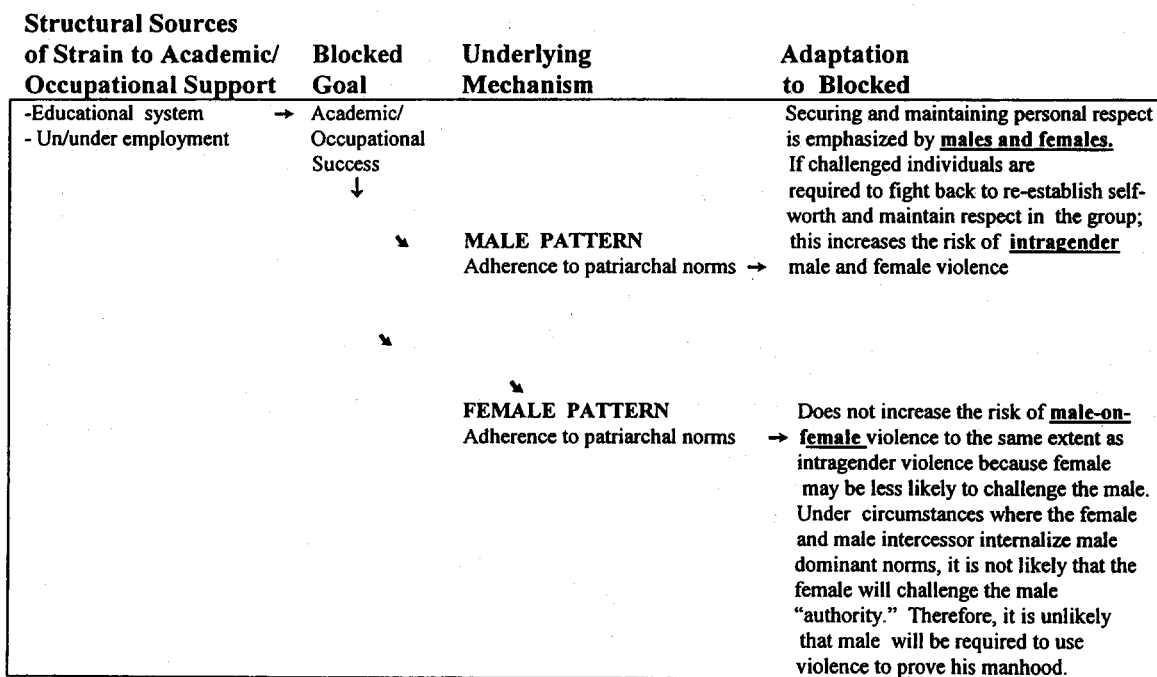 Structural Sources
of Strain to Academic/ Blocked Underlying Adaptation
Occupational Support Goal Mechanism to Blocked
-Educational system → Academic/
- Un/under employment Occupational
Success
↓
MALE PATTERN
Adherence to patriarchal norms →
Securing and maintaining personal respect
is emphasized by males and females.
If challenged individuals are
required to fight back to re-establish self-
worth and maintain respect in the group;
this increases the risk of intragender
male and female violence
FEMALE PATTERN
Adherence to patriarchal norms →
Does not increase the risk of male-on-
female violence to the same extent as
intragender violence because female
may be less likely to challenge the male.
Under circumstances where the female
and male intercessor internalize male
dominant norms, it is not likely that the
female will challenge the male
“authority.” Therefore, it is unlikely
that male will be required to use
violence to prove his manhood.